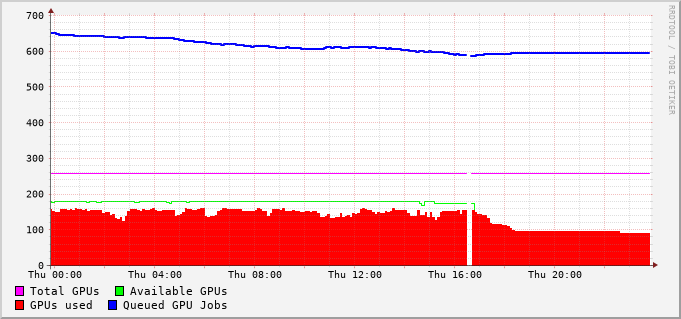 700
600
500
400
300
200
100
0
Thu 00:00 Thu 04:00 Thu 08:00 Thu 12:00 Thu 16:00 Thu 20:00
Total GPUs Available GPUs
GPUs used Queued GPU Jobs
RRDTOOL / TOBI OETIKER